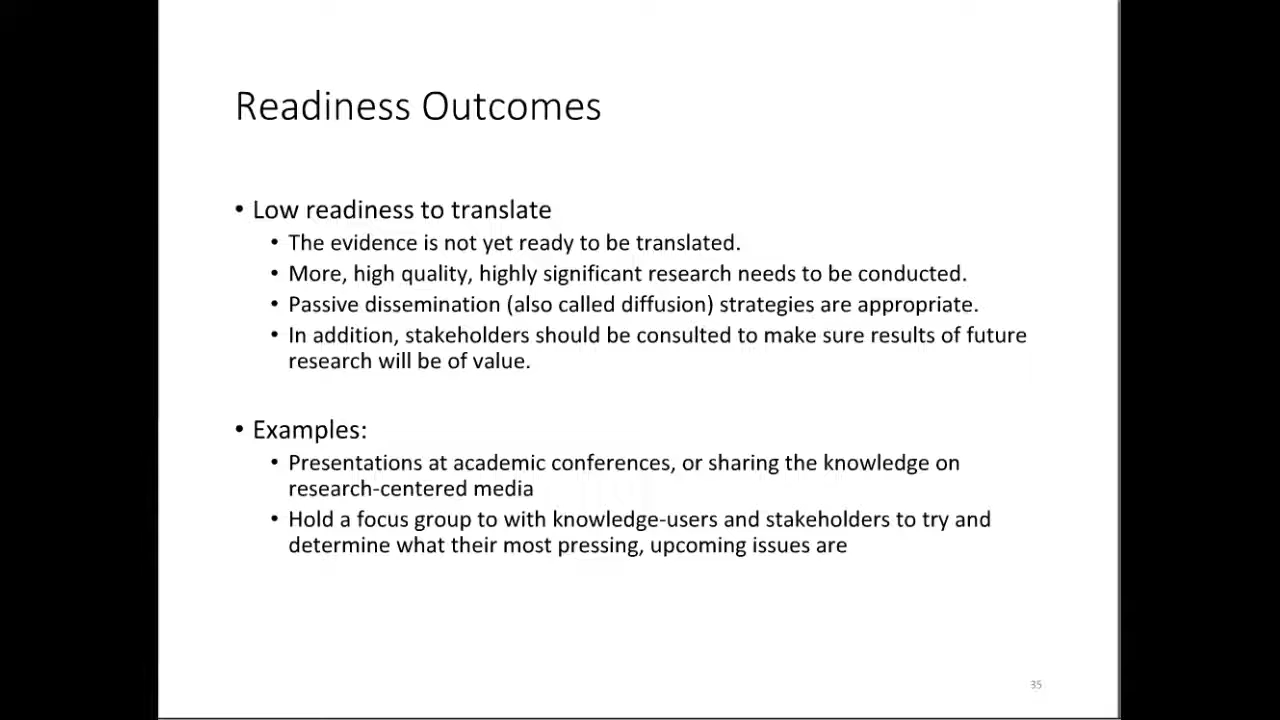 Readiness Outcomes
• Low readiness to translate
• The evidence is not yet ready to be translated.
• More, high quality, highly significant research needs to be conducted.
• Passive dissemination (also called diffusion) strategies are appropriate.
• In addition, stakeholders should be consulted to make sure results of future
research will be of value.
• Examples:
• Presentations at academic conferences, or sharing the knowledge on
research-centered media
• Hold a focus group to with knowledge-users and stakeholders to try and
determine what their most pressing, upcoming issues are
35